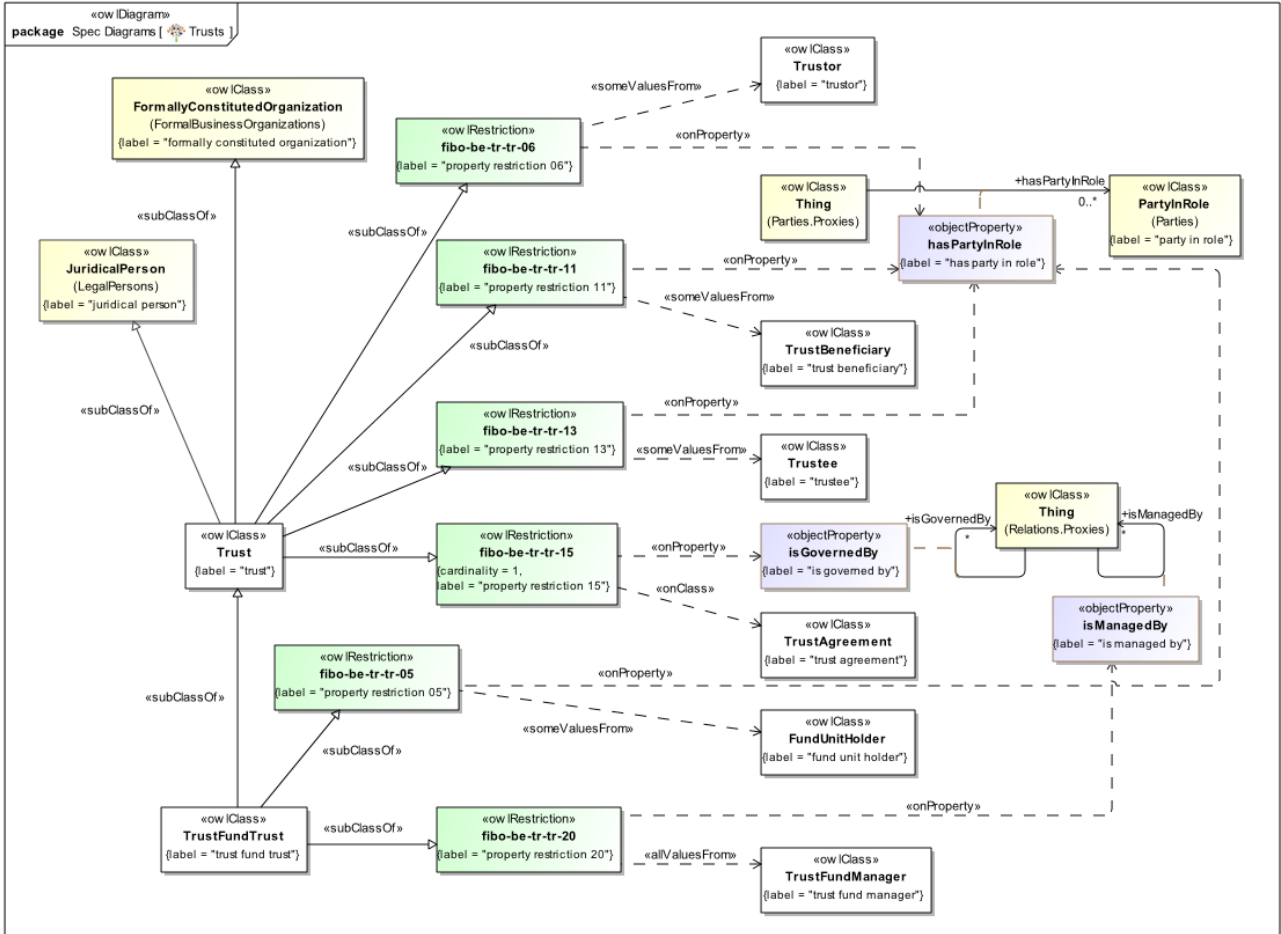 «owlDiagram»
package Spec Diagrams [ Trusts ]
«owlClass»
Trustor
{label = "trustor"}
«owlClass»
FormallyConstitutedOrganization
(FormalBusinessOrganizations)
{label = "formally constituted organization"}
«someValuesFrom»
«owlRestriction»
fibo-be-tr-tr-06
{label = "property restriction 06"}
«onProperty»
«owlClass»
Thing
(Parties.Proxies)
+hasPartyInRole
0..*
«owlClass»
PartyInRole
(Parties)
{label = "party in role"}
«subClassOf»
«subClassOf»
«objectProperty»
hasPartyInRole
{label = "has party in role"}
«owlClass»
JuridicalPerson
(LegalPersons)
{label = "juridical person"}
«owlRestriction»
fibo-be-tr-tr-11
{label = "property restriction 11"}
«onProperty»
«someValuesFrom»
«owlClass»
TrustBeneficiary
{label = "trust beneficiary"}
«subClassOf»
«subClassOf»
«owlRestriction»
fibo-be-tr-tr-13
{label = "property restriction 13"}
«onProperty»
«someValuesFrom»
«owlClass»
Trustee
{label = "trustee"}
«subClassOf»
«owlClass»
Thing
(Relations.Proxies)
+isGovernedBy
*
+isManagedBy
*
«owlClass»
Trust
{label = "trust"}
«subClassOf»
«owlRestriction»
fibo-be-tr-tr-15
{cardinality = 1,
label = "property restriction 15"}
«onProperty»
«objectProperty»
isGovernedBy
{label = "is governed by"}
«onClass»
«owlClass»
TrustAgreement
{label = "trust agreement"}
«objectProperty»
isManagedBy
{label = "is managed by"}
«owlRestriction»
fibo-be-tr-tr-05
{label = "property restriction 05"}
«onProperty»
«subClassOf»
«someValuesFrom»
«owlClass»
FundUnitHolder
{label = "fund unit holder"}
«subClassOf»
«onProperty»
«owlClass»
TrustFundTrust
{label = "trust fund trust"}
«subClassOf»
«owlRestriction»
fibo-be-tr-tr-20
{label = "property restriction 20"}
«allValuesFrom»
«owlClass»
TrustFundManager
{label = "trust fund manager"}